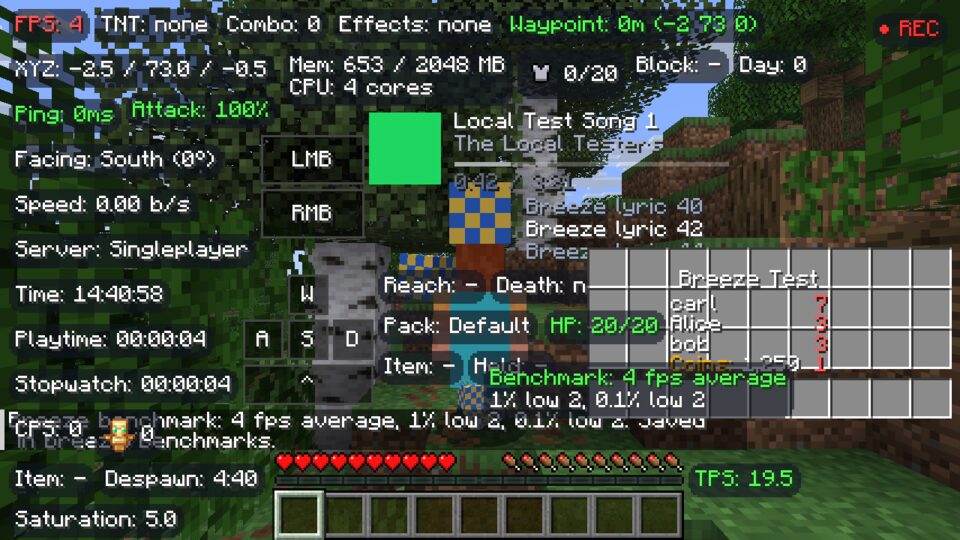 FPS: 4 TNT: none Combo: 0 Effects: none Waypoint: 0m (-2 73 0) ● REC
XYZ: -2.5 / 73.0 / -0.5 Mem: 653 / 2048 MB 0/20 Block: - Day: 0
CPU: 4 cores
Ping: 0ms Attack: 100%
Local Test Song 1
The Local Testers
Facing: South (0°) LMB
0:42
Speed: 0.00 b/s RMB
Breeze lyric 40
Breeze lyric 42
Server: Singleplayer
Breeze
Breeze Test
Reach: - Death:
Time: 14:40:58 W
carl 7
Alice 3
Pack: Default HP: 20/20
Playtime: 00:00:04 A S D
bob 3
Item: -
Coins: 1,250 1
Stopwatch: 00:00:04 ^
Benchmark: 4 fps average
1% low 2, 0.1% low 2
Breeze benchmark: 4 fps average, 1% low 2, 0.1% low 2. Saved
in breeze benchmarks.
CPS: 0 0
Item: - Despawn: 4:40 TPS: 19.5
Saturation: 5.0